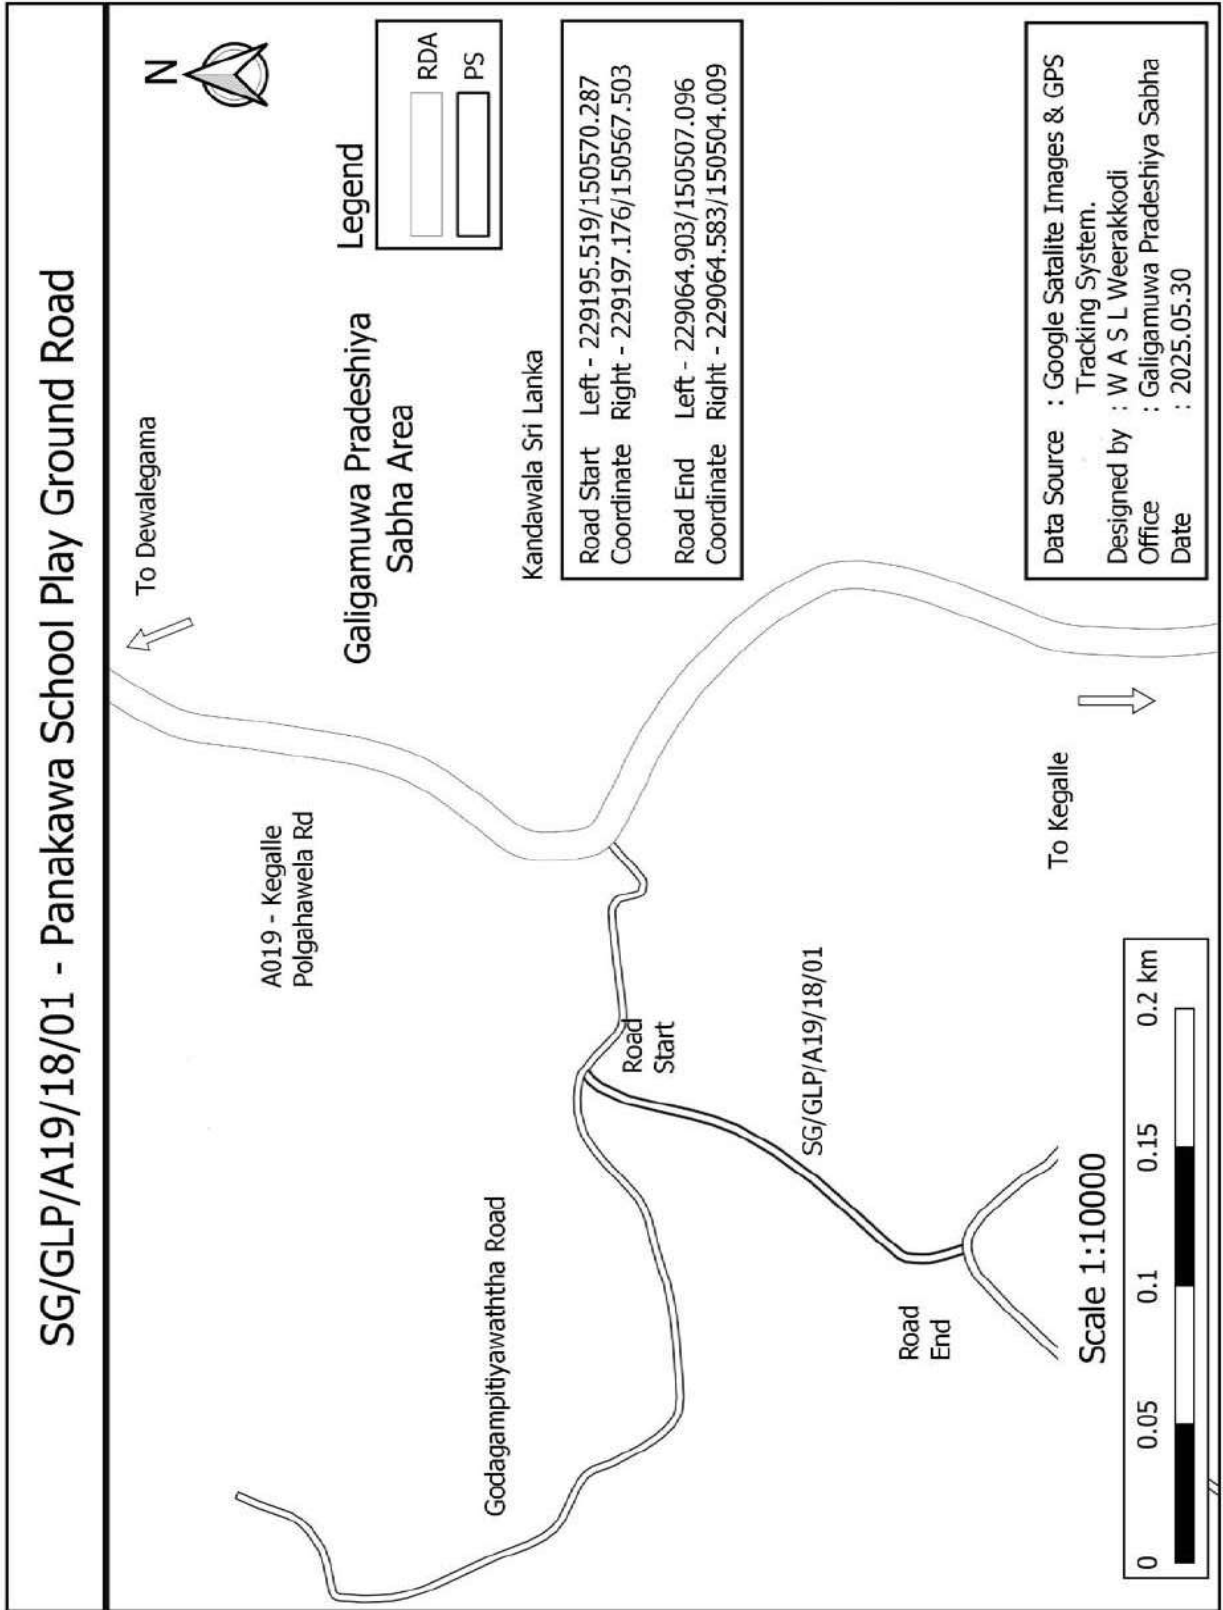 SG/GLP/A19/18/01 - Panakawa School Play Ground Road
To Dewalegama
N
A019 - Kegalle
Polgahawela Rd
Galigamuwa Pradeshiya
Sabha Area
Legend
RDA
PS
Kandawala Sri Lanka
Godagampitiyawaththa Road
Road
Start
Road Start Left - 229195.519/150570.287
Coordinate Right - 229197.176/150567.503
Road End Left - 229064.903/150507.096
Coordinate Right - 229064.583/150504.009
SG/GLP/A19/18/01
Road
End
To Kegalle
Scale 1:10000
0 0.05 0.1 0.15 0.2 km
Data Source : Google Satalite Images & GPS
Tracking System.
Designed by : W A S L Weerakkodi
Office : Galigamuwa Pradeshiya Sabha
Date : 2025.05.30